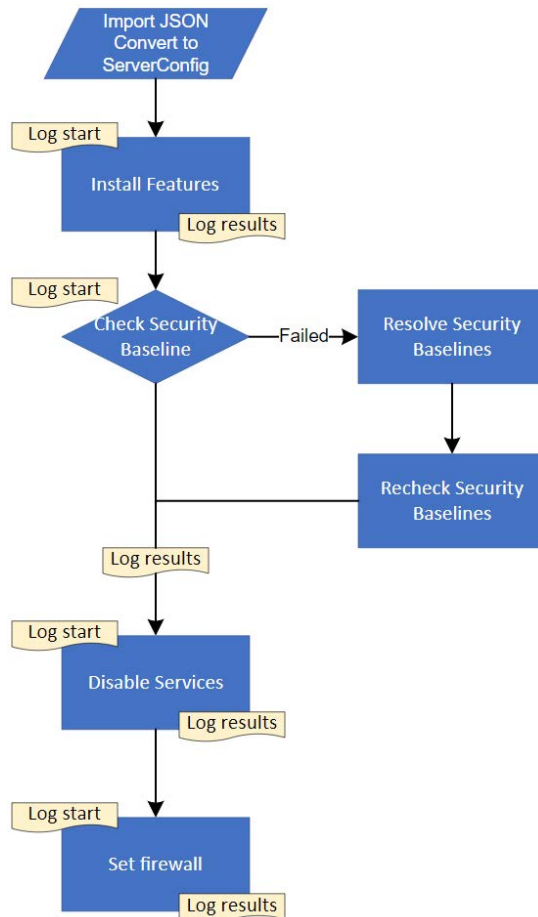 Import JSON
Convert to
ServerConfig
Log start
Install Features
Log results
Log start
Check Security
Baseline
Failed
Resolve Security
Baselines
Recheck Security
Baselines
Log results
Log start
Disable Services
Log results
Log start
Set firewall
Log results